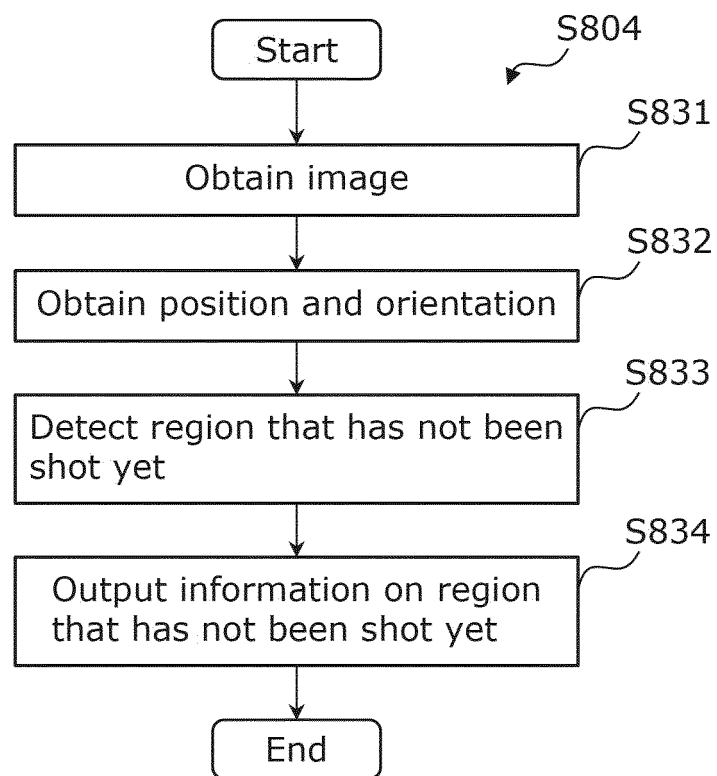 Start
S804
S831
Obtain image
S832
Obtain position and orientation
S833
Detect region that has not been
shot yet
S834
Output information on region
that has not been shot yet
End